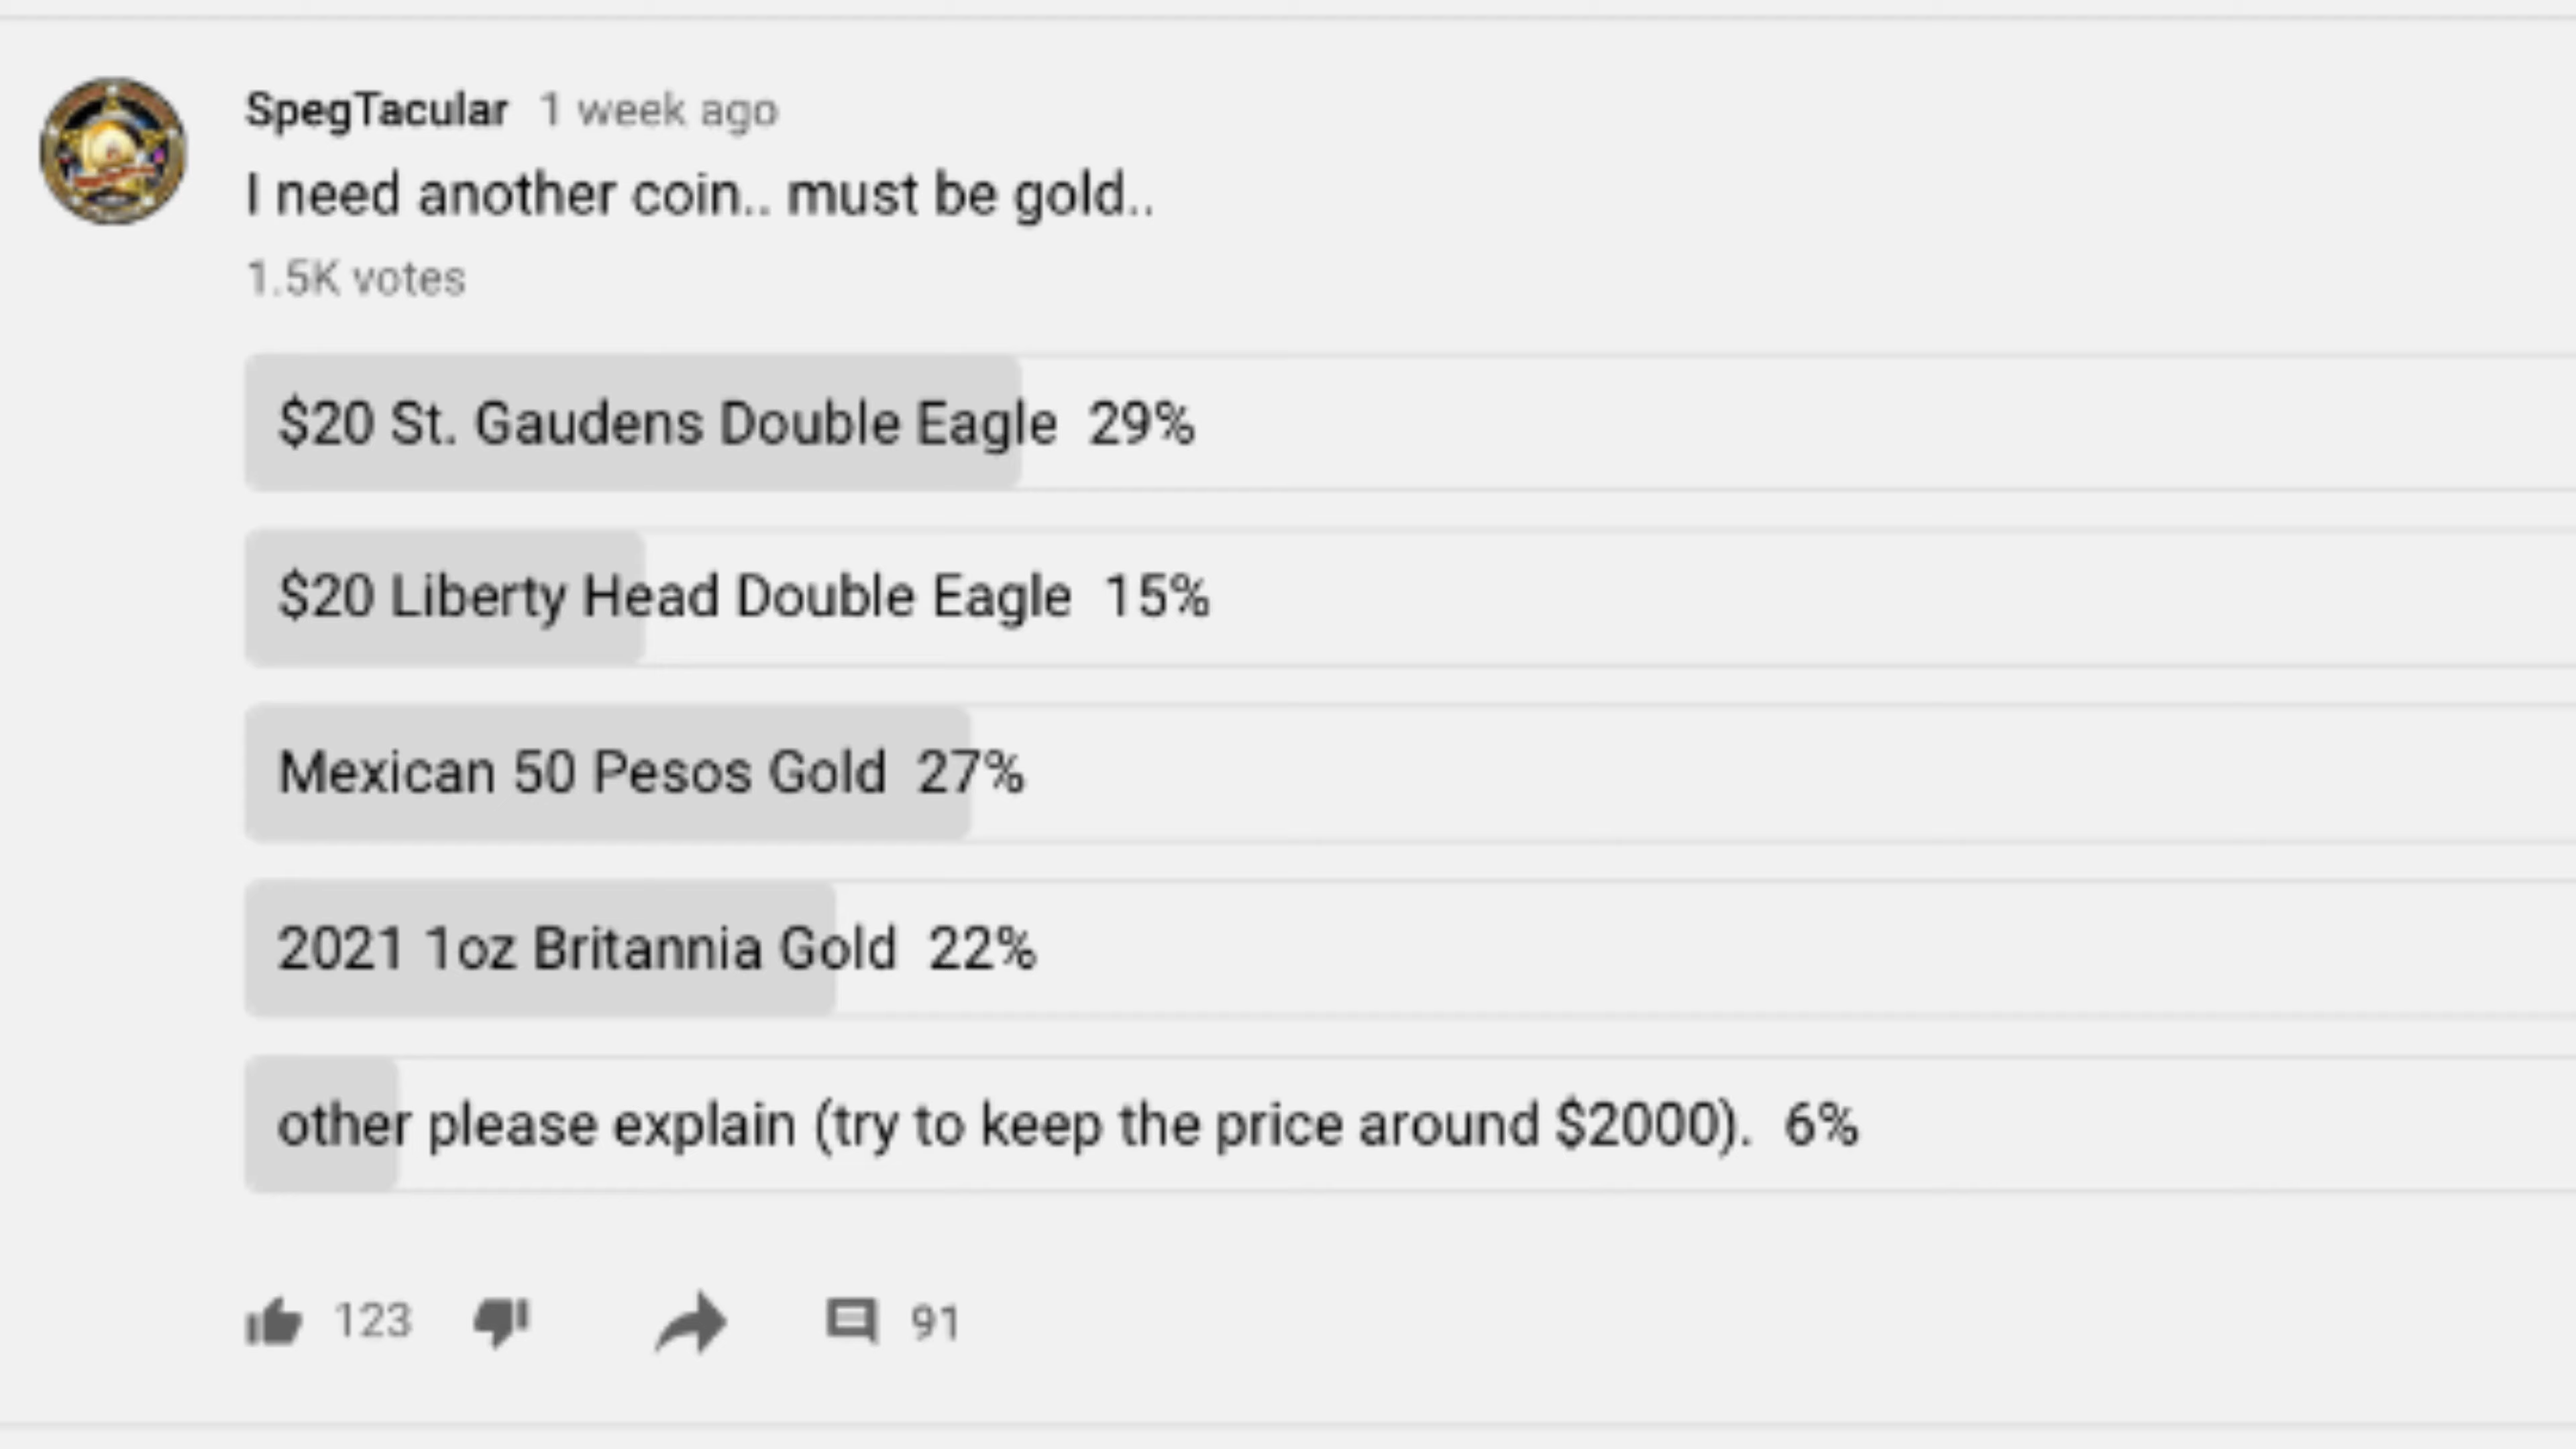 SpegTacular 1 week ago
I need another coin.. must be gold..
1.5K votes
$20 St. Gaudens Double Eagle 29%
$20 Liberty Head Double Eagle 15%
Mexican 50 Pesos Gold 27%
2021 1oz Britannia Gold 22%
other please explain (try to keep the price around $2000). 6%
123 91